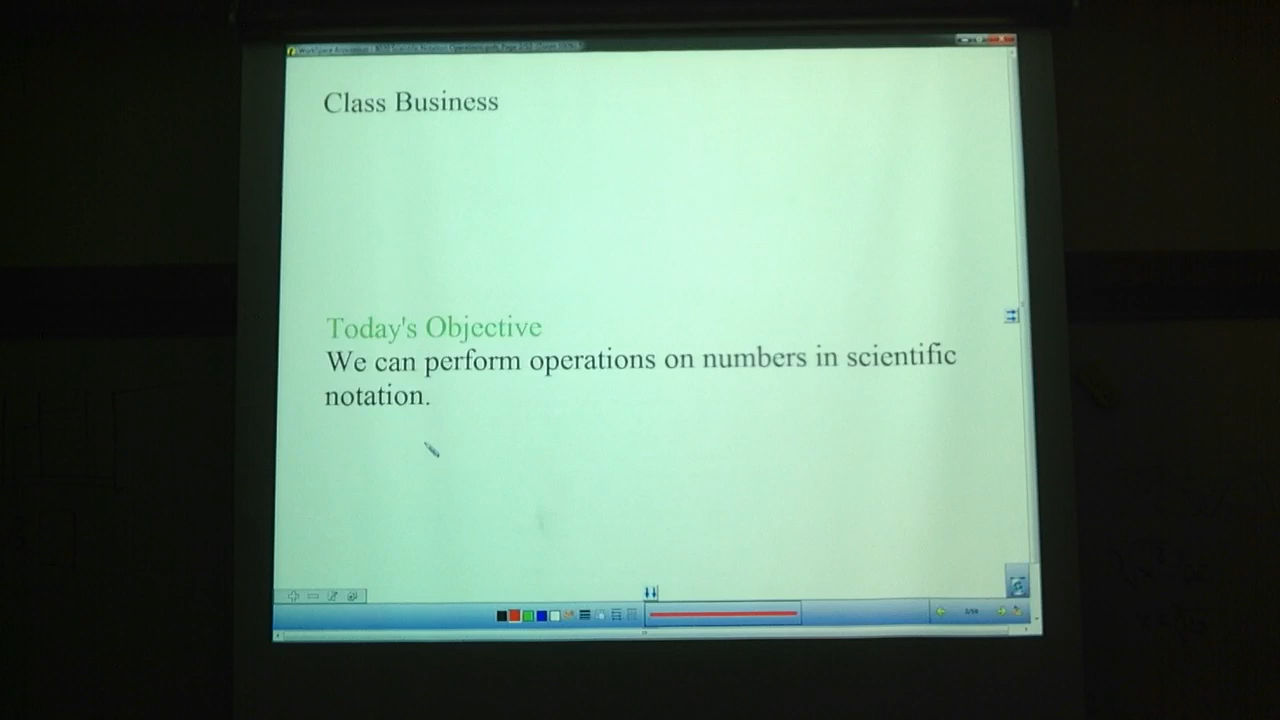 Class Business
Today's Objective
We can perform operations on numbers in scientific
notation.